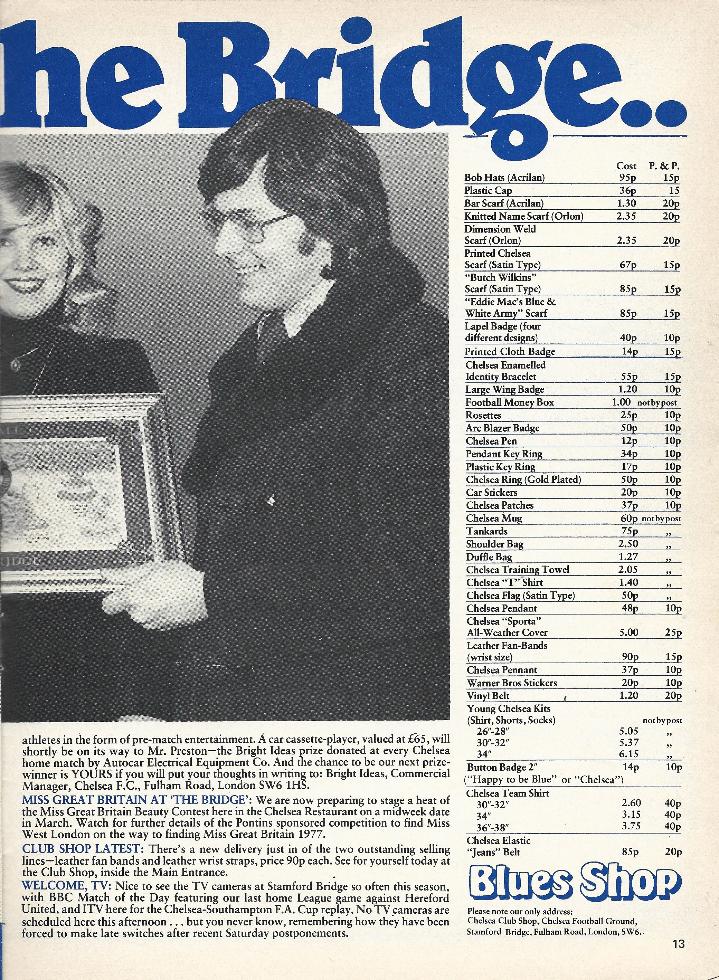 he Bridge..
athletes in the form of pre-match entertainment. A car cassette-player, valued at £65, will
shortly be on its way to Mr. Preston—the Bright Ideas prize donated at every Chelsea
home match by Autocar Electrical Equipment Co. And the chance to be our next prize-
winner is YOURS if you will put your thoughts in writing to: Bright Ideas, Commercial
Manager, Chelsea F.C., Fulham Road, London SW6 1HS.
MISS GREAT BRITAIN AT 'THE BRIDGE': We are now preparing to stage a heat of
the Miss Great Britain Beauty Contest here in the Chelsea Restaurant on a midweek date
in March. Watch for further details of the Pontins sponsored competition to find Miss
West London on the way to finding Miss Great Britain 1977.
CLUB SHOP LATEST: There's a new delivery just in of the two outstanding selling
lines—leather fan bands and leather wrist straps, price 90p each. See for yourself today at
the Club Shop, inside the Main Entrance.
WELCOME, TV: Nice to see the TV cameras at Stamford Bridge so often this season,
with BBC Match of the Day featuring our last home League game against Hereford
United, and ITV here for the Chelsea-Southampton F.A. Cup replay. No TV cameras are
scheduled here this afternoon . . . but you never know, remembering how they have been
forced to make late switches after recent Saturday postponements.
Cost P. & P.
Bob Hats (Acrilan) 95p 15p
Plastic Cap 36p 15
Bar Scarf (Acrilan) 1.30 20p
Knitted Name Scarf (Orlon) 2.35 20p
Dimension Weld
Scarf (Orlon) 2.35 20p
Printed Chelsea
Scarf (Satin Type) 67p 15p
"Butch Wilkins"
Scarf (Satin Type) 85p 15p
"Eddie Mac's Blue &
White Army" Scarf 85p 15p
Lapel Badge (four
different designs) 40p 10p
Printed Cloth Badge 14p 15p
Chelsea Enamelled
Identity Bracelet 55p 15p
Large Wing Badge 1.20 10p
Football Money Box 1.00 not by post
Rosettes 25p 10p
Arc Blazer Badge 50p 10p
Chelsea Pen 12p 10p
Pendant Key Ring 34p 10p
Plastic Key Ring 17p 10p
Chelsea Ring (Gold Plated) 50p 10p
Car Stickers 20p 10p
Chelsea Patches 37p 10p
Chelsea Mug 60p not by post
Tankards 75p ,,
Shoulder Bag 2.50 ,,
Duffle Bag 1.27 ,,
Chelsea Training Towel 2.05 ,,
Chelsea "T" Shirt 1.40 ,,
Chelsea Flag (Satin Type) 50p ,,
Chelsea Pendant 48p 10p
Chelsea "Sporta"
All-Weather Cover 5.00 25p
Leather Fan-Bands
(wrist size) 90p 15p
Chelsea Pennant 37p 10p
Warner Bros Stickers 20p 10p
Vinyl Belt 1.20 20p
Young Chelsea Kits
(Shirt, Shorts, Socks) not by post
26"-28" 5.05 ,,
30"-32" 5.37 ,,
34" 6.15 ,,
Button Badge 2" 14p 10p
("Happy to be Blue" or "Chelsea")
Chelsea Team Shirt
30"-32" 2.60 40p
34" 3.15 40p
36"-38" 3.75 40p
Chelsea Elastic
"Jeans" Belt 85p 20p
Blues Shop
Please note our only address:
Chelsea Club Shop, Chelsea Football Ground,
Stamford Bridge, Fulham Road, London, SW6.
13